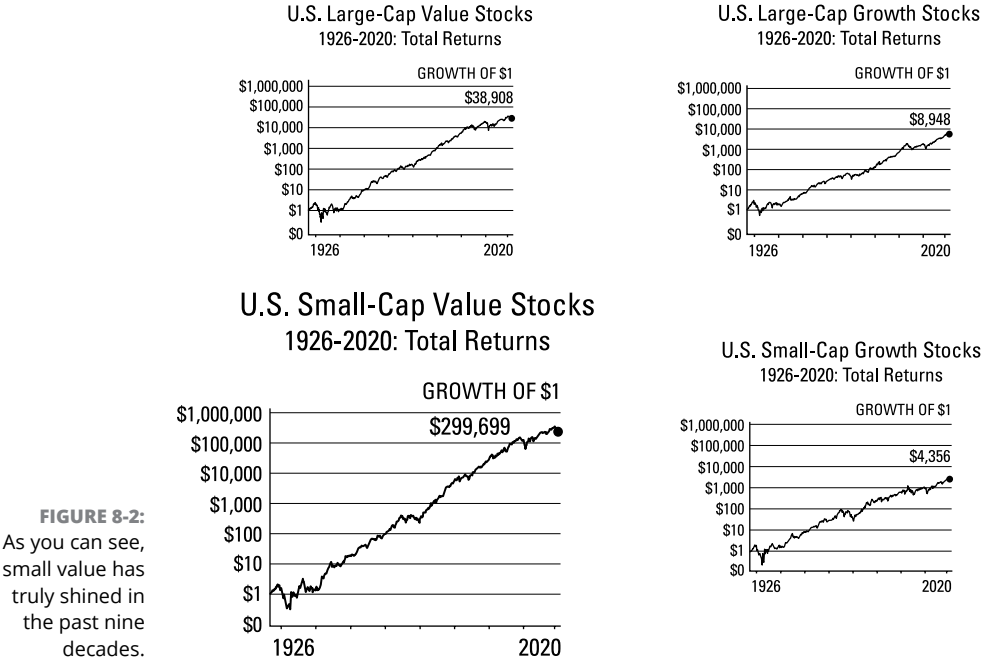 U.S. Large-Cap Value Stocks
1926-2020: Total Returns
GROWTH OF $1
$1,000,000
$100,000
$10,000
$1,000
$100
$10
$1
$0
$38,908
1926
2020
U.S. Large-Cap Growth Stocks
1926-2020: Total Returns
GROWTH OF $1
$1,000,000
$100,000
$10,000
$1,000
$100
$10
$1
$0
$8,948
1926
2020
U.S. Small-Cap Value Stocks
1926-2020: Total Returns
GROWTH OF $1
$1,000,000
$100,000
$10,000
$1,000
$100
$10
$1
$0
$299,699
1926
2020
U.S. Small-Cap Growth Stocks
1926-2020: Total Returns
GROWTH OF $1
$1,000,000
$100,000
$10,000
$1,000
$100
$10
$1
$0
$4,356
1926
2020
FIGURE 8-2:
As you can see,
small value has
truly shined in
the past nine
decades.